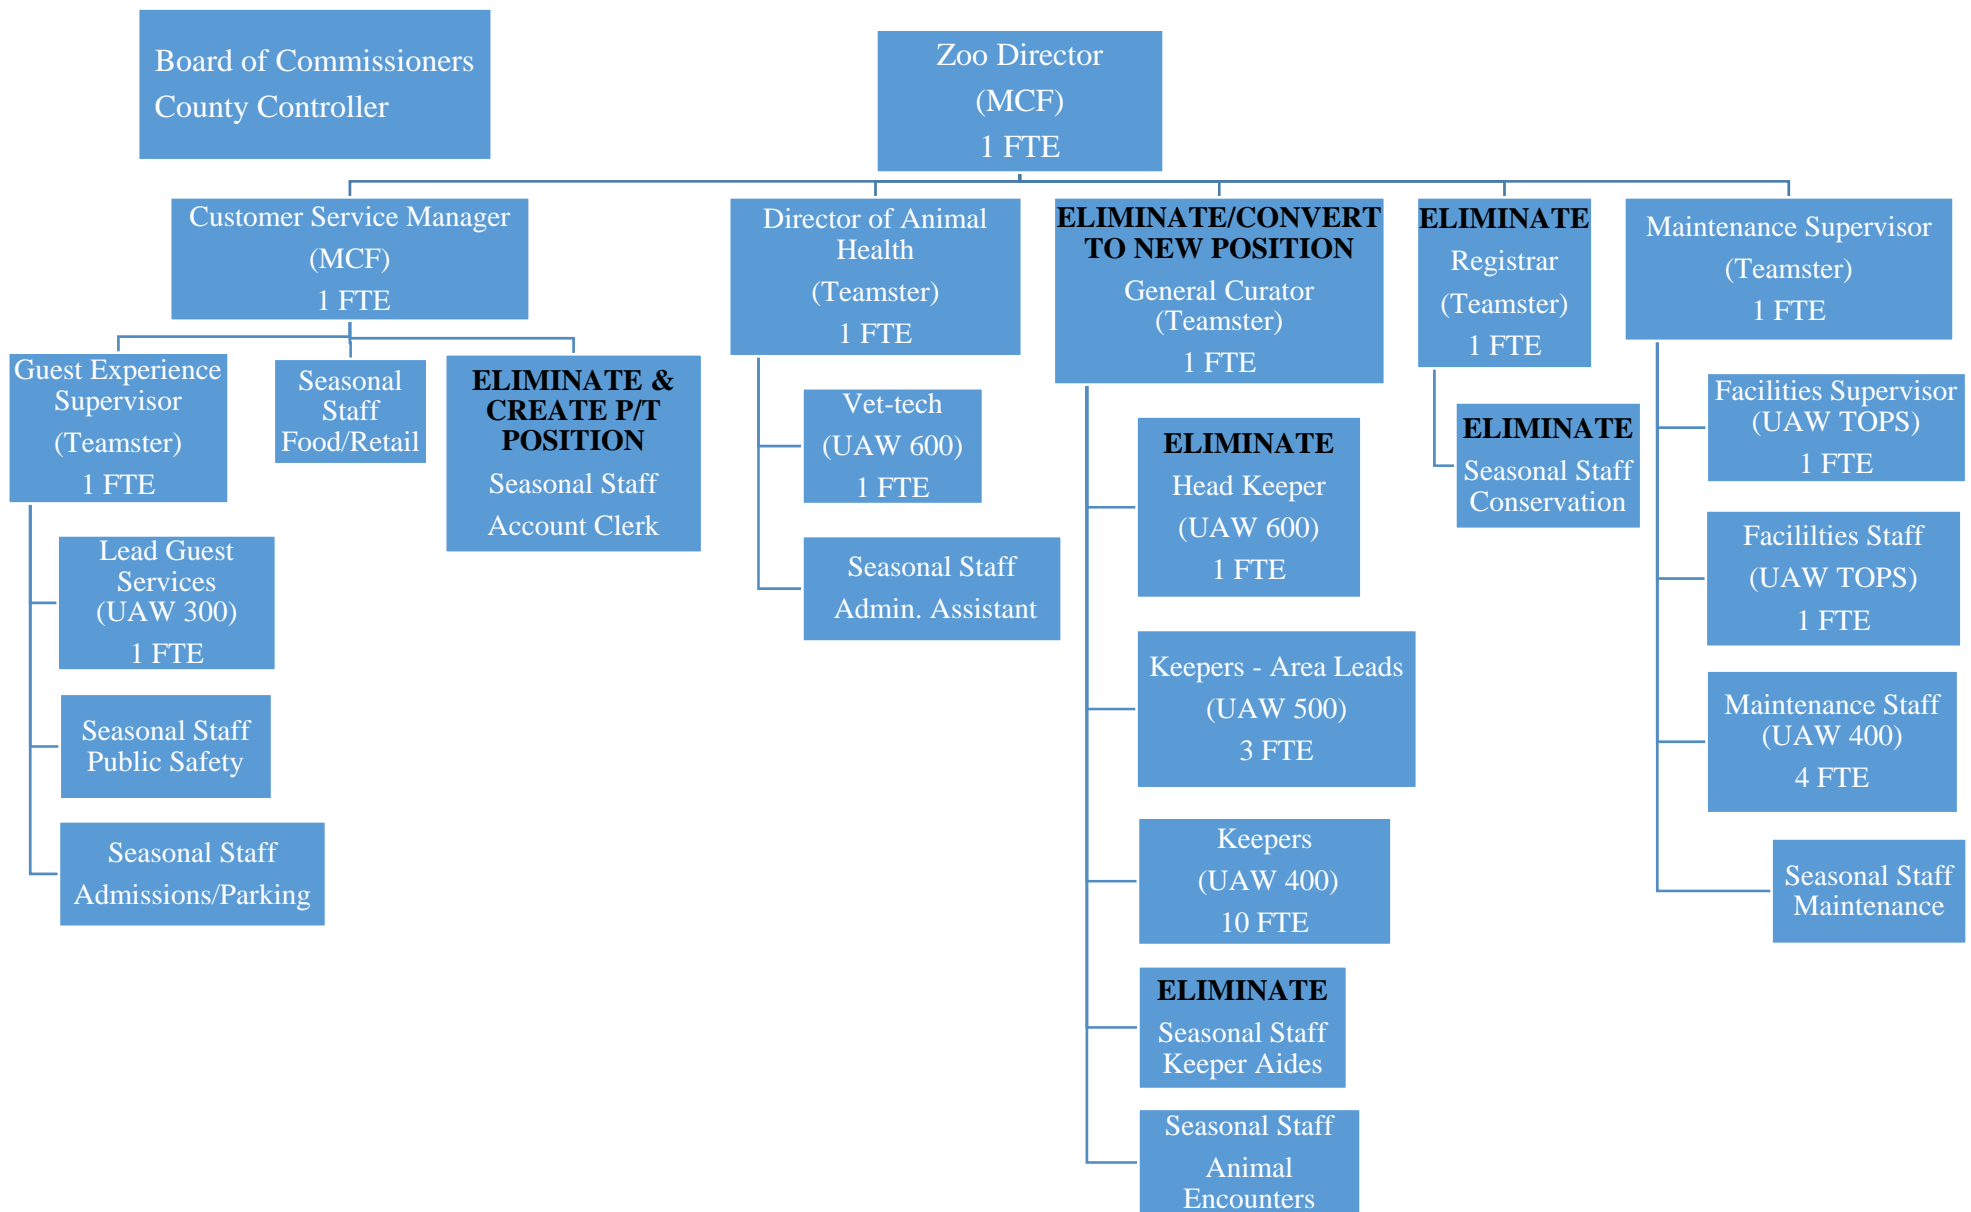 Board of Commissioners
County Controller
Zoo Director
(MCF)
1 FTE
Customer Service Manager
(MCF)
1 FTE
Guest Experience
Supervisor
(Teamster)
1 FTE
Lead Guest
Services
(UAW 300)
1 FTE
Seasonal Staff
Public Safety
Seasonal Staff
Admissions/Parking
Seasonal
Staff
Food/Retail
ELIMINATE &
CREATE P/T
POSITION
Seasonal Staff
Account Clerk
Director of Animal
Health
(Teamster)
1 FTE
Vet-tech
(UAW 600)
1 FTE
Seasonal Staff
Admin. Assistant
ELIMINATE/CONVERT
TO NEW POSITION
General Curator
(Teamster)
1 FTE
ELIMINATE
Head Keeper
(UAW 600)
1 FTE
Keepers - Area Leads
(UAW 500)
3 FTE
Keepers
(UAW 400)
10 FTE
ELIMINATE
Seasonal Staff
Keeper Aides
Seasonal Staff
Animal
Encounters
ELIMINATE
Registrar
(Teamster)
1 FTE
ELIMINATE
Seasonal Staff
Conservation
Maintenance Supervisor
(Teamster)
1 FTE
Facilities Supervisor
(UAW TOPS)
1 FTE
Facililties Staff
(UAW TOPS)
1 FTE
Maintenance Staff
(UAW 400)
4 FTE
Seasonal Staff
Maintenance